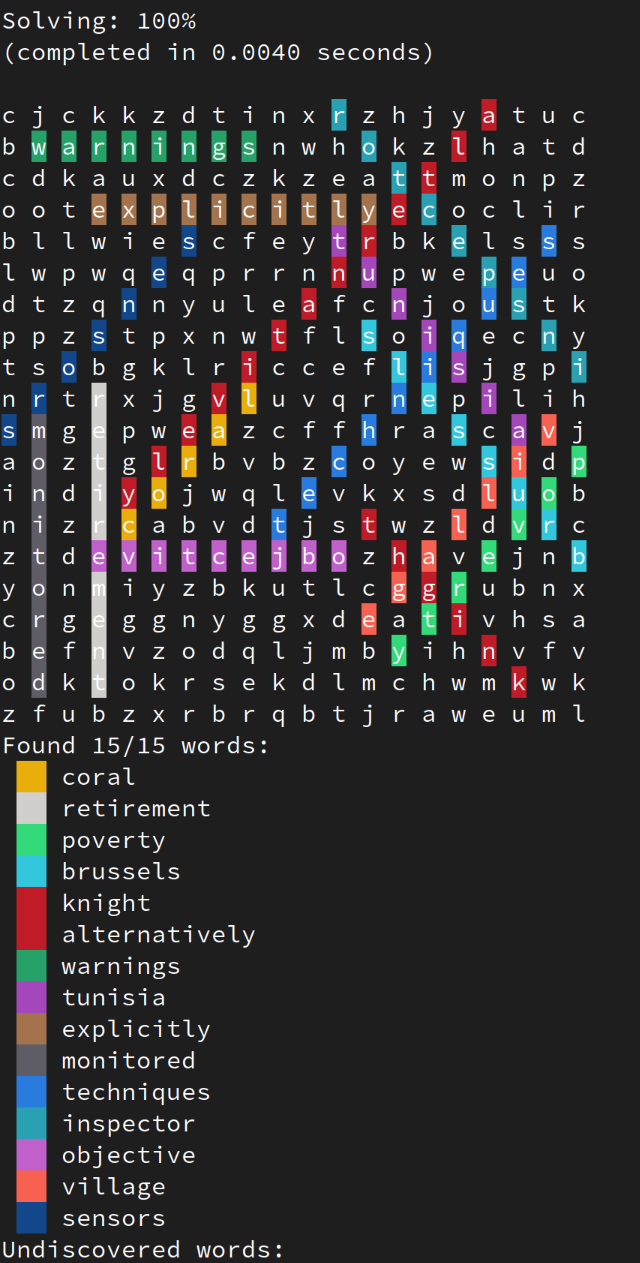 Solving: 100%
(completed in 0.0040 seconds)
c j c k k z d t i n x r z h j y a t u c
b w a r n i n g s n w h o k z l h a t d
c d k a u x d c z k z e a t t m o n p z
o o t e x p l i c i t l y e c o c l i r
b l l w i e s c f e y t r b k e l s s s
l w p w q e q p r r n n u p w e p e u o
d t z q n n y u l e a f c n j o u s t k
p p z s t p x n w t f l s o i q e c n y
t s o b g k l r i c c e f l i s j g p i
n r t r x j g v l u v q r n e p i l i h
s m g e p w e a z c f f h r a s c a v j
a o z t g l r b v b z c o y e w s i d p
i n d i y o j w q l e v k x s d l u o b
n i z r c a b v d t j s t w z l d v r c
z t d e v i t c e j b o z h a v e j n b
y o n m i y z b k u t l c g g r u b n x
c r g e g g n y g g x d e a t i v h s a
b e f n v z o d q l j m b y i h n v f v
o d k t o k r s e k d l m c h w m k w k
z f u b z x r b r q b t j r a w e u m l
Found 15/15 words:
coral
retirement
poverty
brussels
knight
alternatively
warnings
tunisia
explicitly
monitored
techniques
inspector
objective
village
sensors
Undiscovered words: